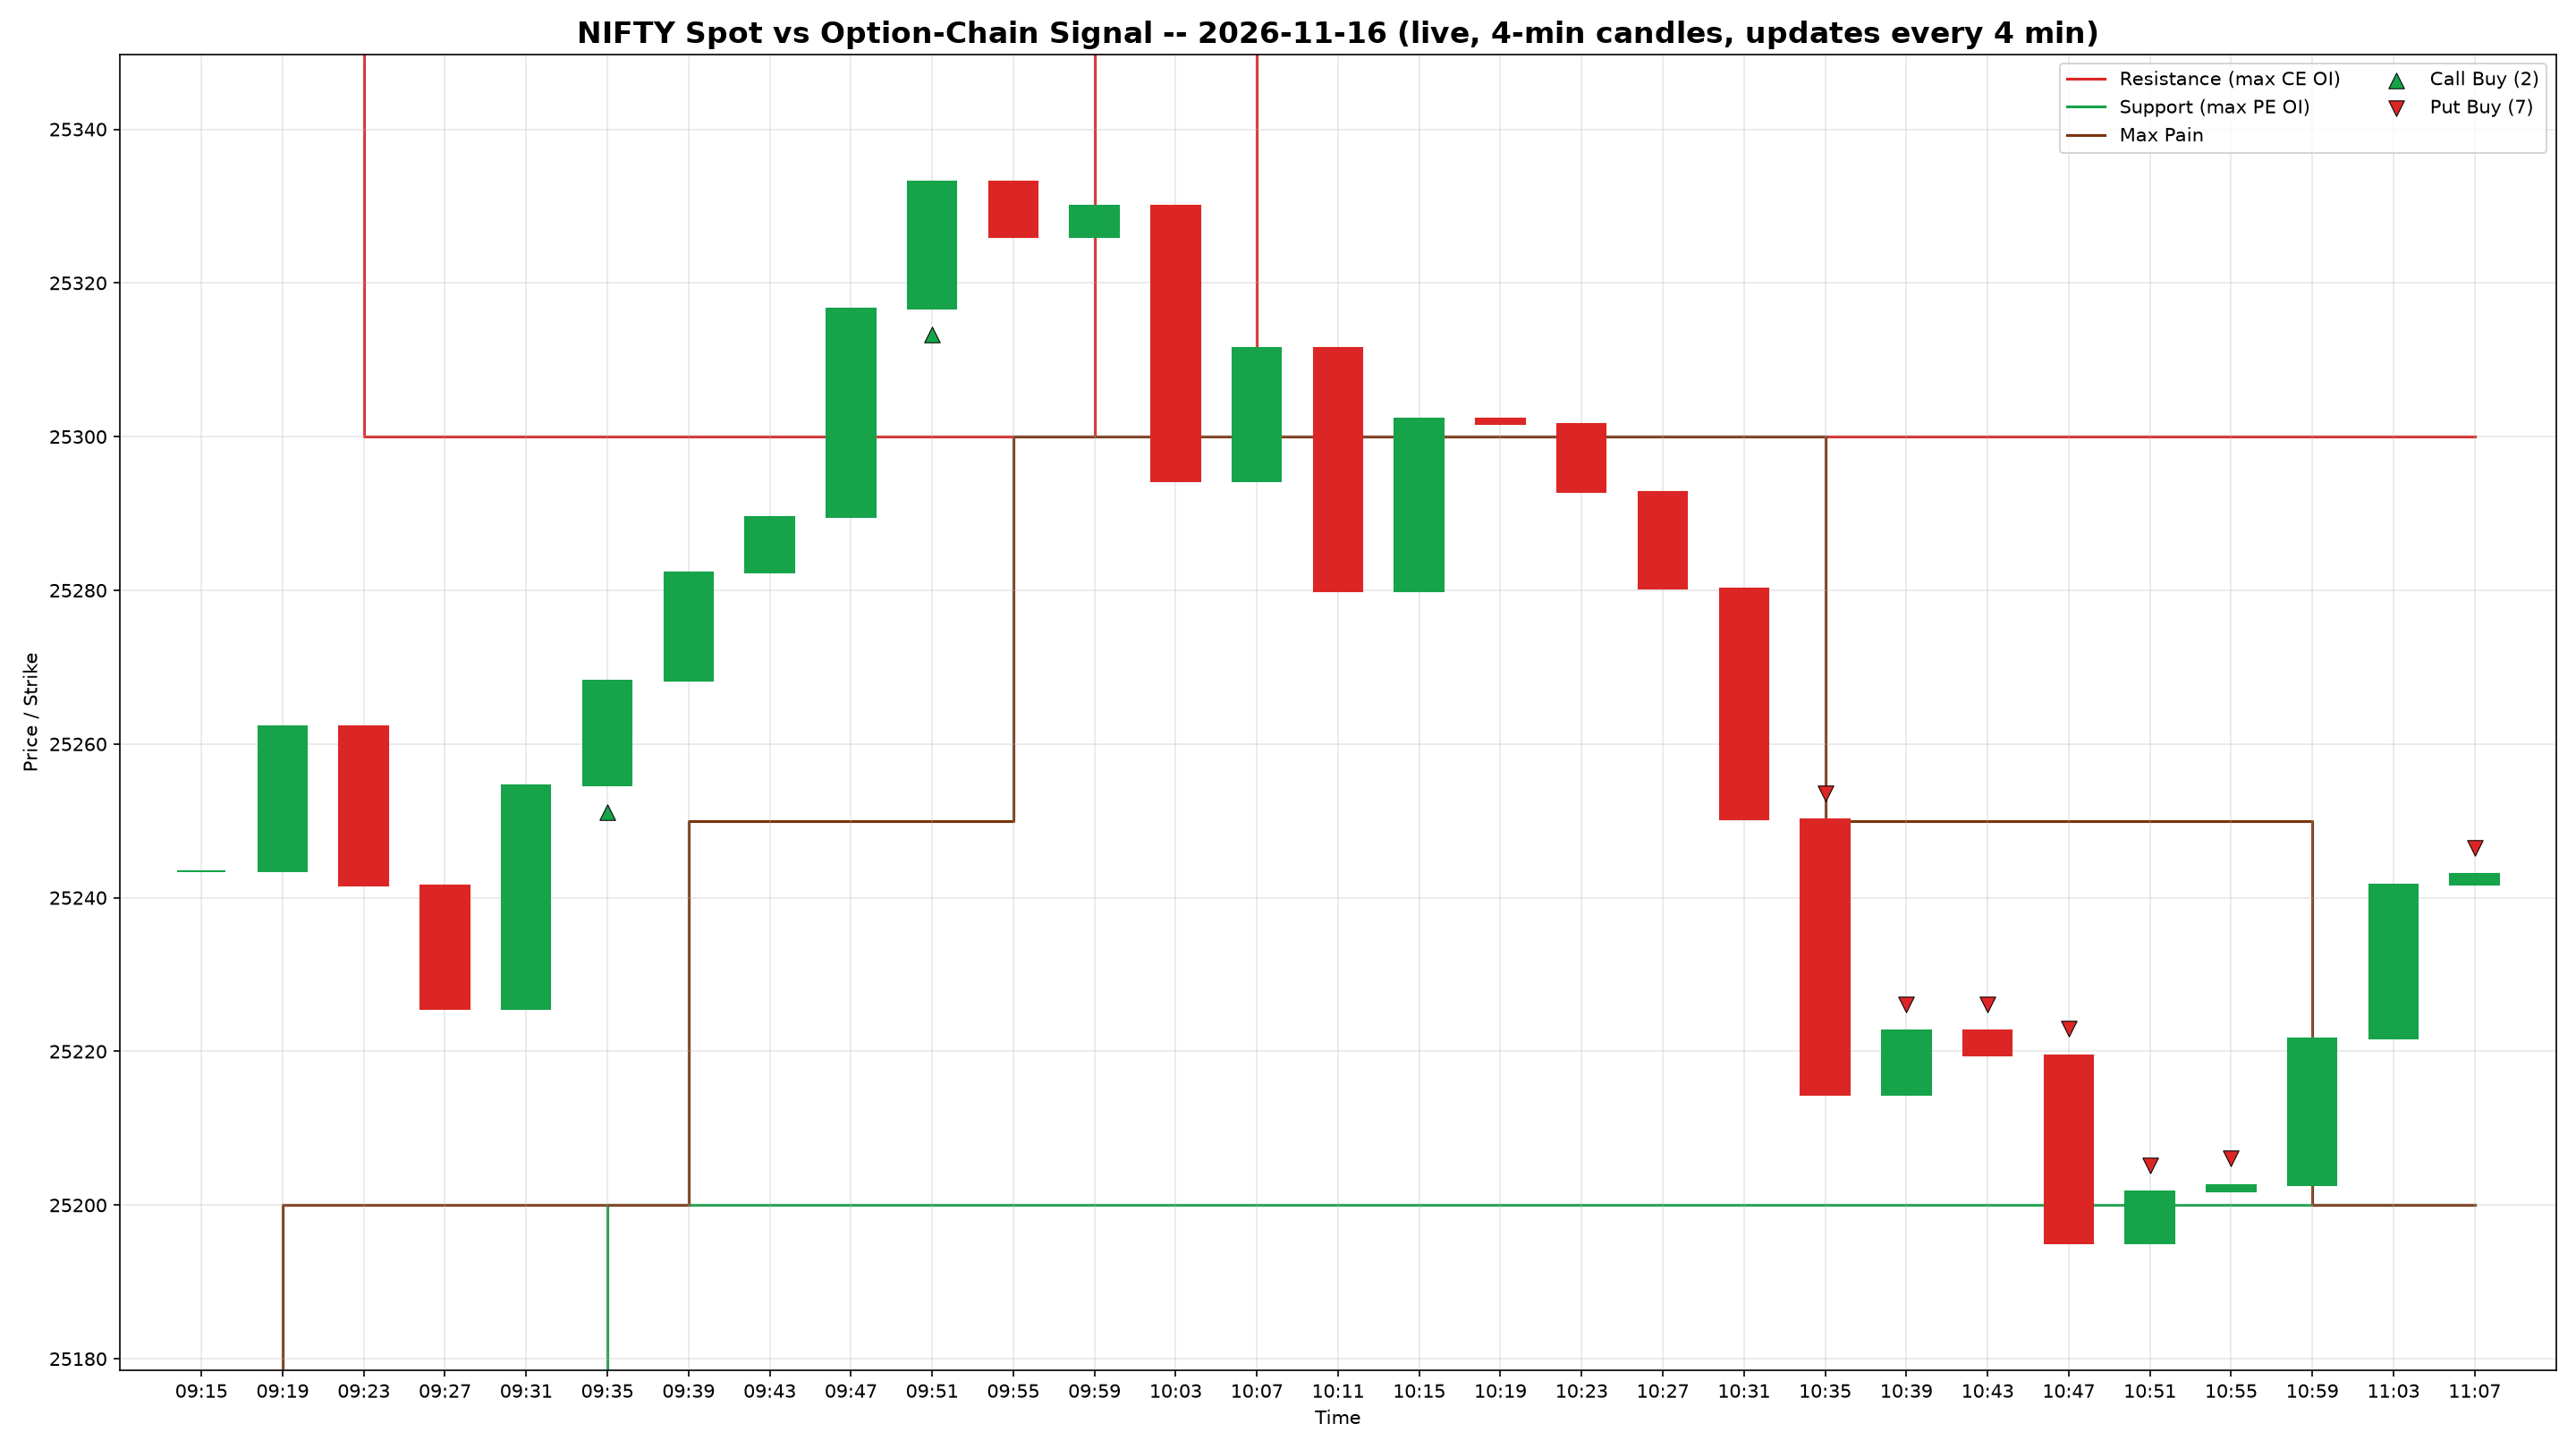 NIFTY Spot vs Option-Chain Signal -- 2026-11-16 (live, 4-min candles, updates every 4 min)
Resistance (max CE OI)
Support (max PE OI)
Max Pain
Call Buy (2)
Put Buy (7)
Price / Strike
25340
25320
25300
25280
25260
25240
25220
25200
25180
09:15 09:19 09:23 09:27 09:31 09:35 09:39 09:43 09:47 09:51 09:55 09:59 10:03 10:07 10:11 10:15 10:19 10:23 10:27 10:31 10:35 10:39 10:43 10:47 10:51 10:55 10:59 11:03 11:07
Time